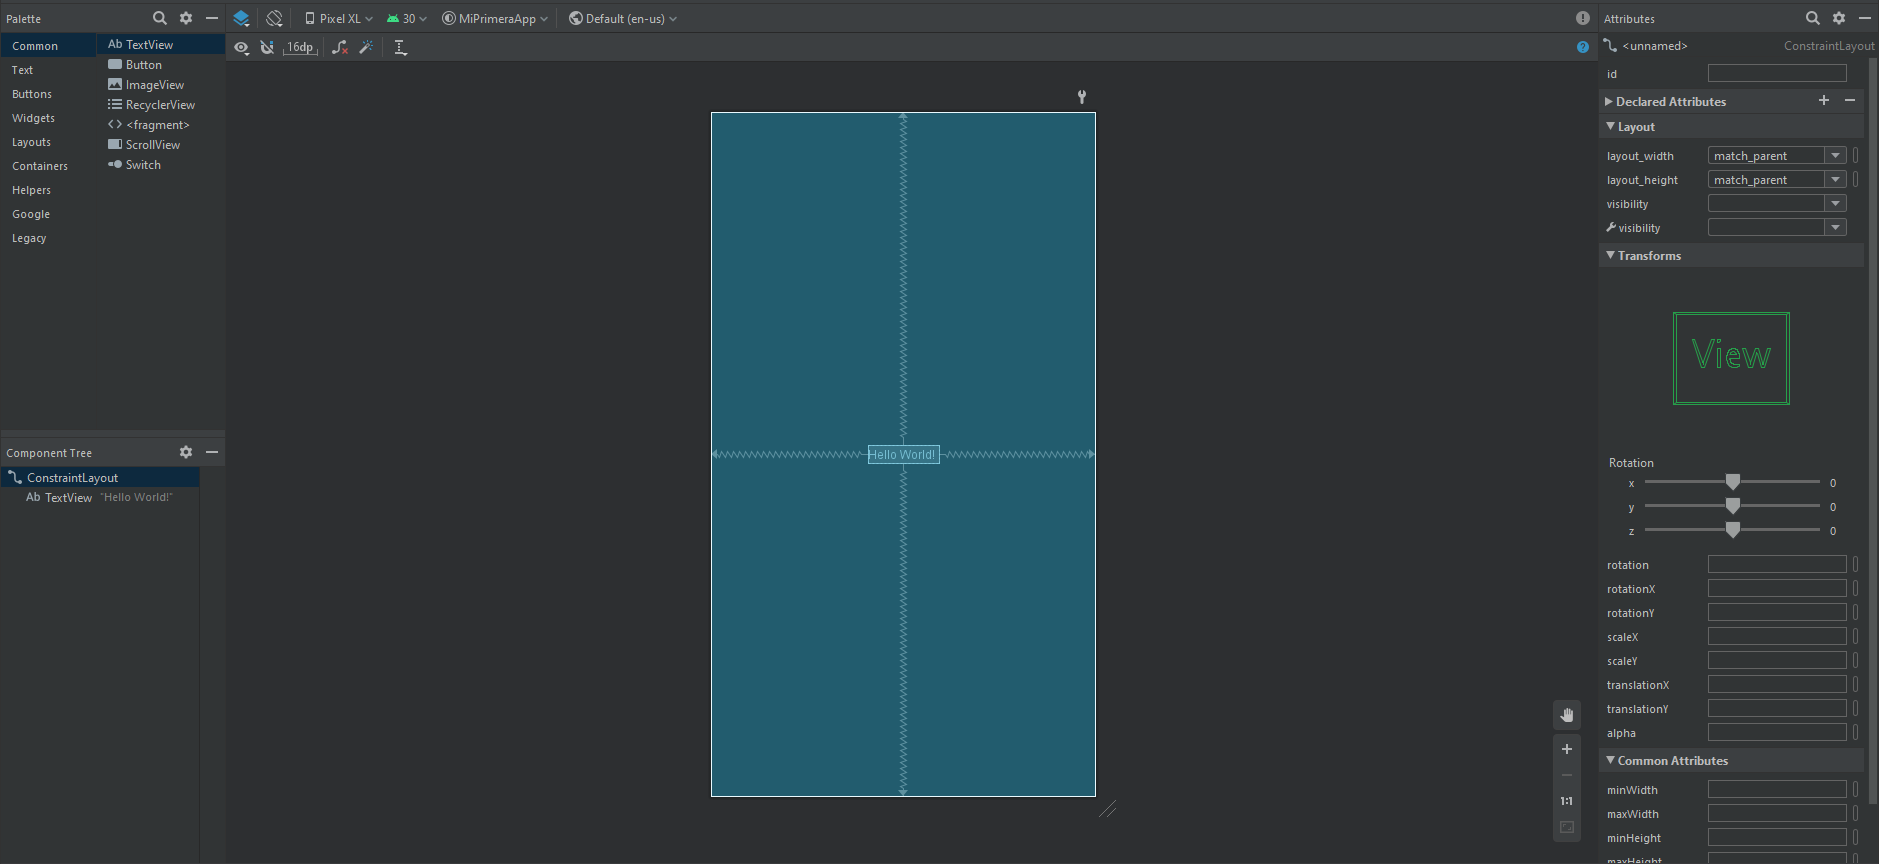 Palette
Pixel XL
30
MiPrimeraApp
Default (en-us)
Attributes
Common
Text
Buttons
Widgets
Layouts
Containers
Helpers
Google
Legacy
Ab TextView
Button
ImageView
RecyclerView
<fragment>
ScrollView
Switch
16dp
?
<unnamed>
ConstraintLayout
id
Declared Attributes
Layout
layout_width match_parent
layout_height match_parent
visibility
visibility
Transforms
View
Hello World!
Component Tree
ConstraintLayout
Ab TextView "Hello World!"
Rotation
x 0
y 0
z 0
rotation
rotationX
rotationY
scaleX
scaleY
translationX
translationY
alpha
1:1
Common Attributes
minWidth
maxWidth
minHeight
maxHeight